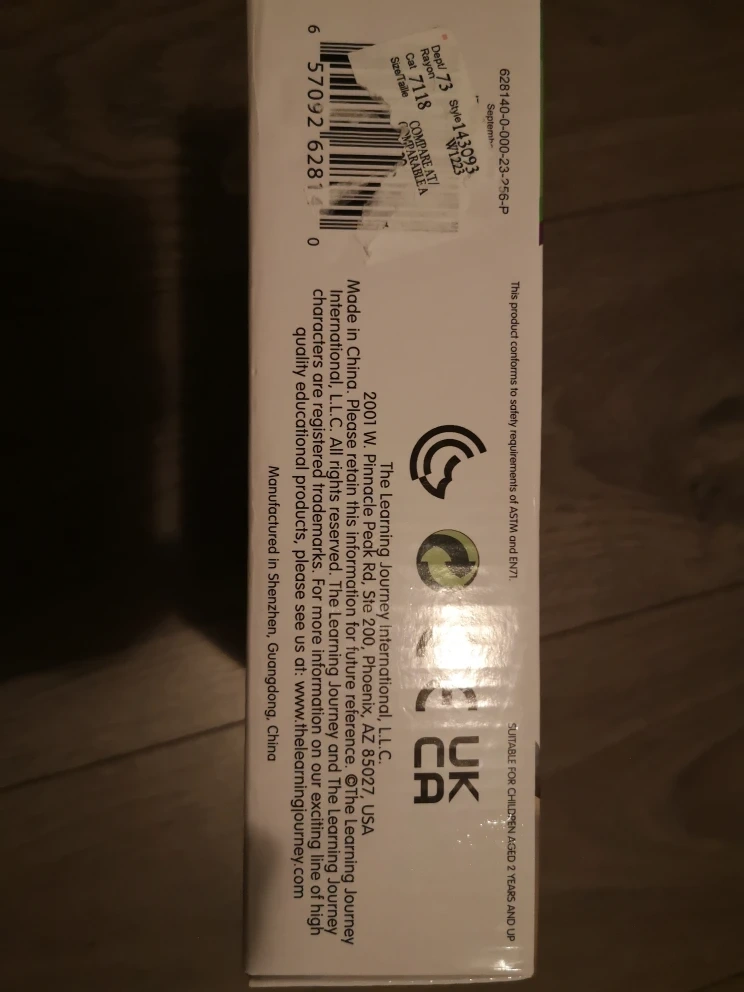 628140-0-000-23-256-P
Dept/ 73 Style 143093
Rayon
Cat 7118 W1223
Size/Taille COMPARE AT/
COMPARABLE A
6 57092 6281 0
This product conforms to safety requirements of ASTM and EN71.
SUITABLE FOR CHILDREN AGED 2 YEARS AND UP
UK
CA
The Learning Journey International, L.L.C.
2001 W. Pinnacle Peak Rd, Ste 200, Phoenix, AZ 85027, USA
Made in China. Please retain this information for future reference. ©The Learning Journey
International, L.L.C. All rights reserved. The Learning Journey and The Learning Journey
characters are registered trademarks. For more information on our exciting line of high
quality educational products, please see us at: www.thelearningjourney.com
Manufactured in Shenzhen, Guangdong, China